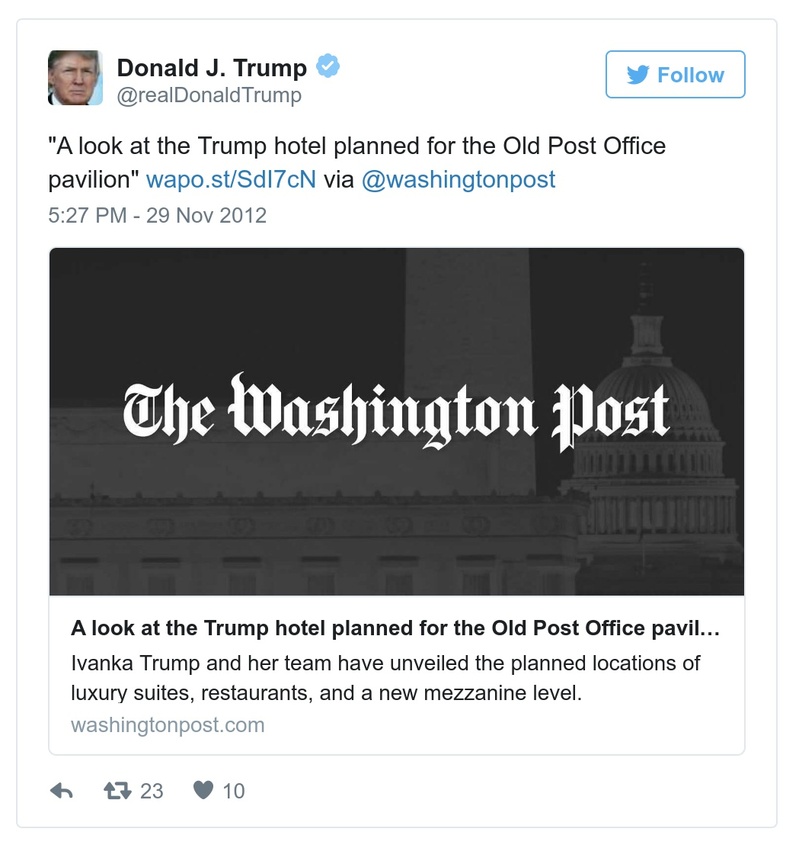 Donald J. Trump
@realDonaldTrump
Follow
"A look at the Trump hotel planned for the Old Post Office
pavilion" wapo.st/SdI7cN via @washingtonpost
5:27 PM - 29 Nov 2012
The Washington Post
A look at the Trump hotel planned for the Old Post Office pavil...
Ivanka Trump and her team have unveiled the planned locations of
luxury suites, restaurants, and a new mezzanine level.
washingtonpost.com
23 10